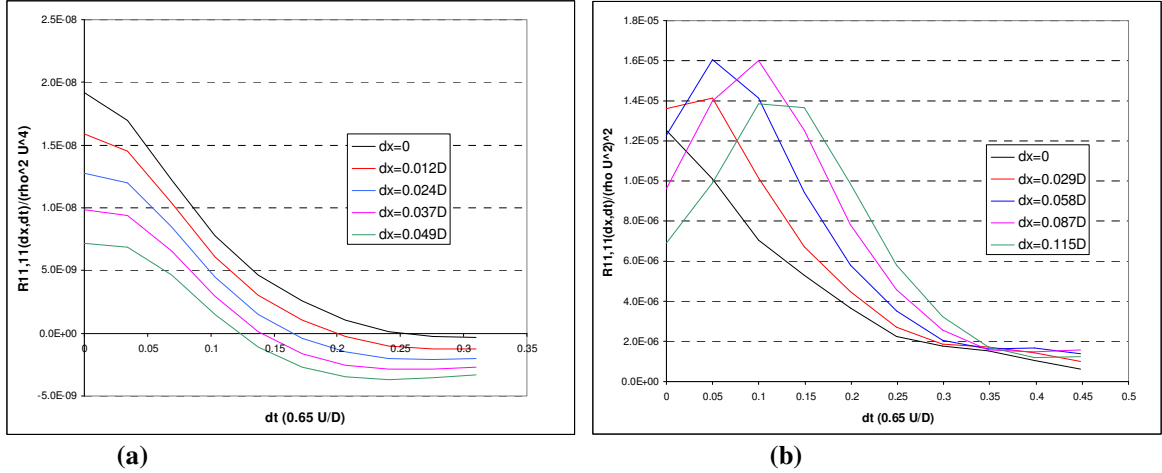 2.5E-08
2.0E-08
1.5E-08
1.0E-08
5.0E-09
0.0E+00
-5.0E-09
R11,11(dx,dt)/(rho^2 U^4)
0 0.05 0.1 0.15 0.2 0.25 0.3 0.35
dt (0.65 U/D)
dx=0
dx=0.012D
dx=0.024D
dx=0.037D
dx=0.049D
(a)
1.8E-05
1.6E-05
1.4E-05
1.2E-05
1.0E-05
8.0E-06
6.0E-06
4.0E-06
2.0E-06
0.0E+00
R11,11(dx,dt)/(rho U^2)^2
0 0.05 0.1 0.15 0.2 0.25 0.3 0.35 0.4 0.45 0.5
dt (0.65 U/D)
dx=0
dx=0.029D
dx=0.058D
dx=0.087D
dx=0.115D
(b)